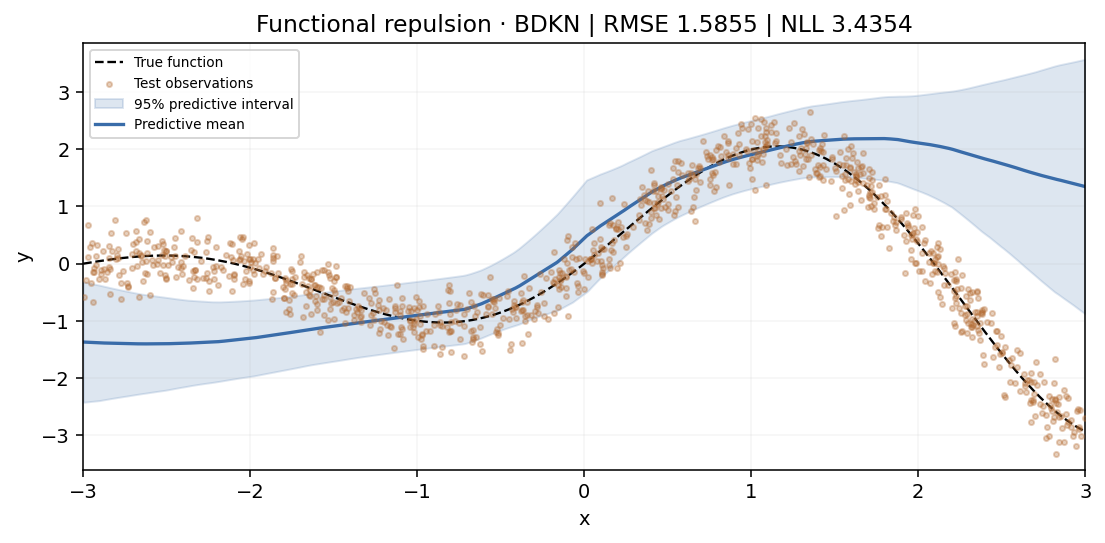 Functional repulsion · BDKN | RMSE 1.5855 | NLL 3.4354
True function
Test observations
95% predictive interval
Predictive mean
y
3
2
1
0
−1
−2
−3
−3
−2
−1
0
1
2
3
x